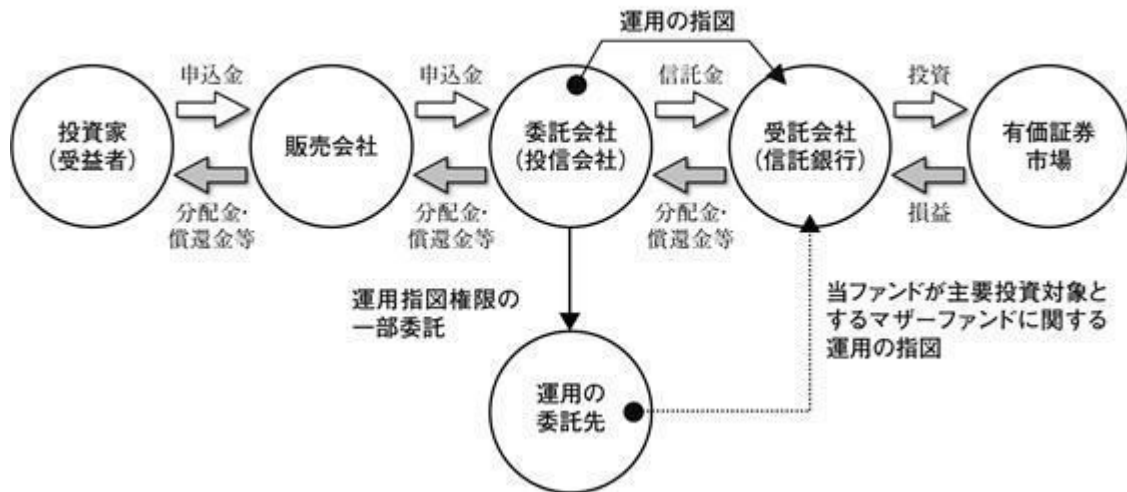 運用の指図
申込金
申込金
信託金
投資
投資家
(受益者)
販売会社
委託会社
(投信会社)
受託会社
(信託銀行)
有価証券
市場
分配金・
償還金等
分配金・
償還金等
分配金・
償還金等
損益
運用指図権限の
一部委託
当ファンドが主要投資対象と
するマザーファンドに関する
運用の指図
運用の
委託先